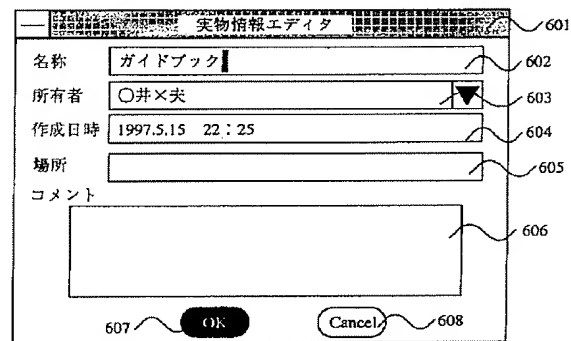 実物情報エディタ 601
名称 ガイドブック 602
所有者 〇井×夫 603
作成日時 1997.5.15 22:25 604
場所 605
コメント
606
607 OK Cancel 608